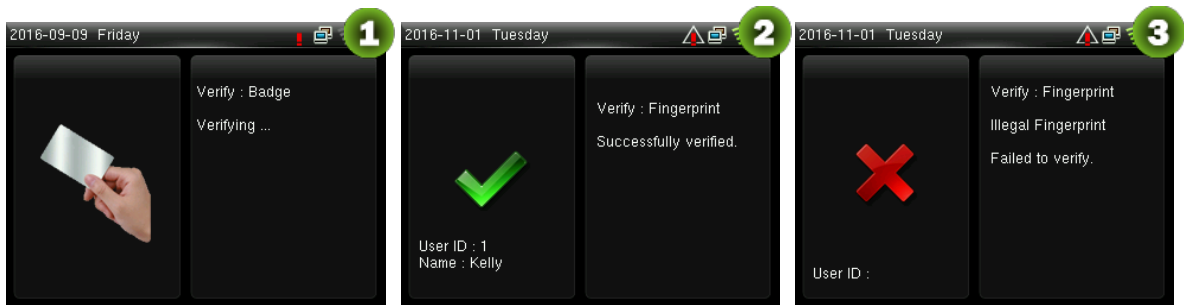 2016-09-09 Friday
1
Verify : Badge
Verifying ...
2016-11-01 Tuesday
2
Verify : Fingerprint
Successfully verified.
User ID : 1
Name : Kelly
2016-11-01 Tuesday
3
Verify : Fingerprint
Illegal Fingerprint
Failed to verify.
User ID :